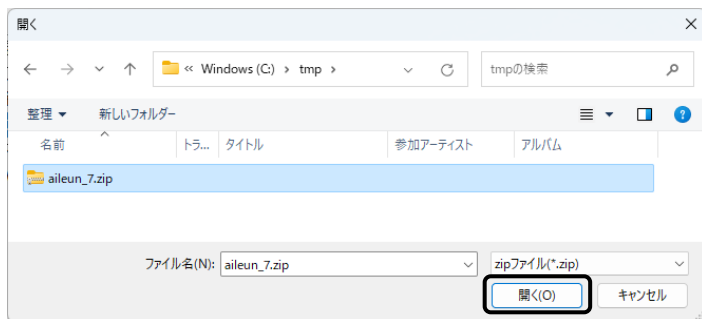 開く
« Windows (C:) › tmp ›
tmpの検索
整理 新しいフォルダー
名前 トラ... タイトル 参加アーティスト アルバム
aileun_7.zip
ファイル名(N): aileun_7.zip zipファイル(*.zip)
開く(O) キャンセル